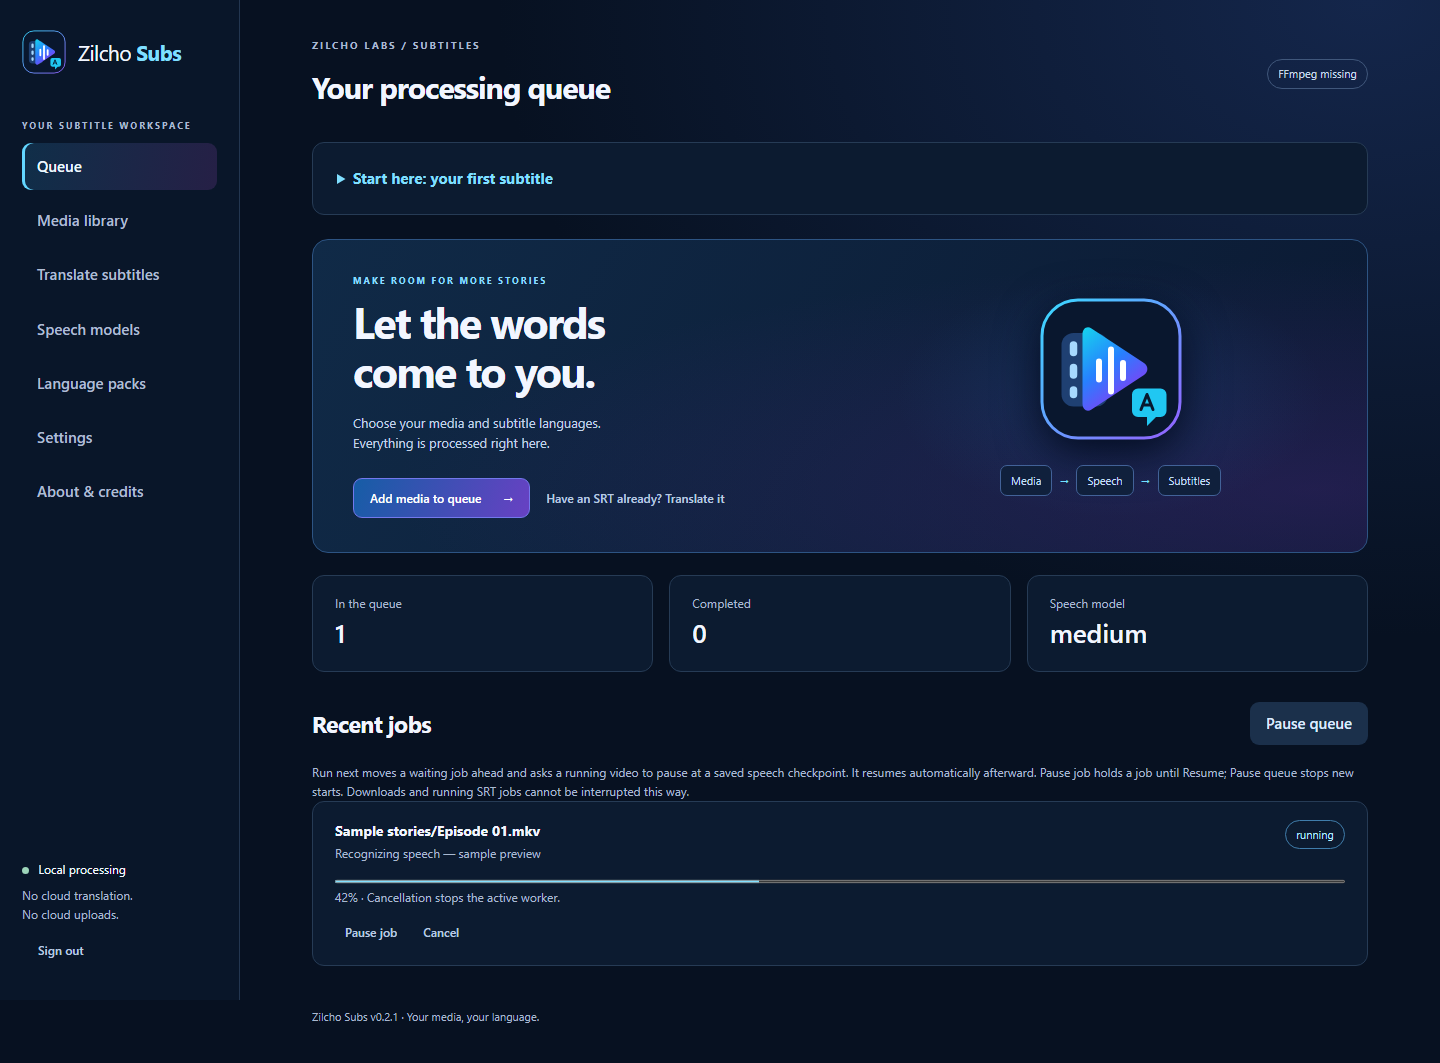 Zilcho Subs
YOUR SUBTITLE WORKSPACE
Queue
Media library
Translate subtitles
Speech models
Language packs
Settings
About & credits
Local processing
No cloud translation.
No cloud uploads.
Sign out
ZILCHO LABS / SUBTITLES
Your processing queue
FFmpeg missing
Start here: your first subtitle
MAKE ROOM FOR MORE STORIES
Let the words
come to you.
Choose your media and subtitle languages.
Everything is processed right here.
Add media to queue →
Have an SRT already? Translate it
A
Media → Speech → Subtitles
In the queue
1
Completed
0
Speech model
medium
Recent jobs
Pause queue
Run next moves a waiting job ahead and asks a running video to pause at a saved speech checkpoint. It resumes automatically afterward. Pause job holds a job until Resume; Pause queue stops new
starts. Downloads and running SRT jobs cannot be interrupted this way.
Sample stories/Episode 01.mkv
running
Recognizing speech — sample preview
42% · Cancellation stops the active worker.
Pause job
Cancel
Zilcho Subs v0.2.1 · Your media, your language.